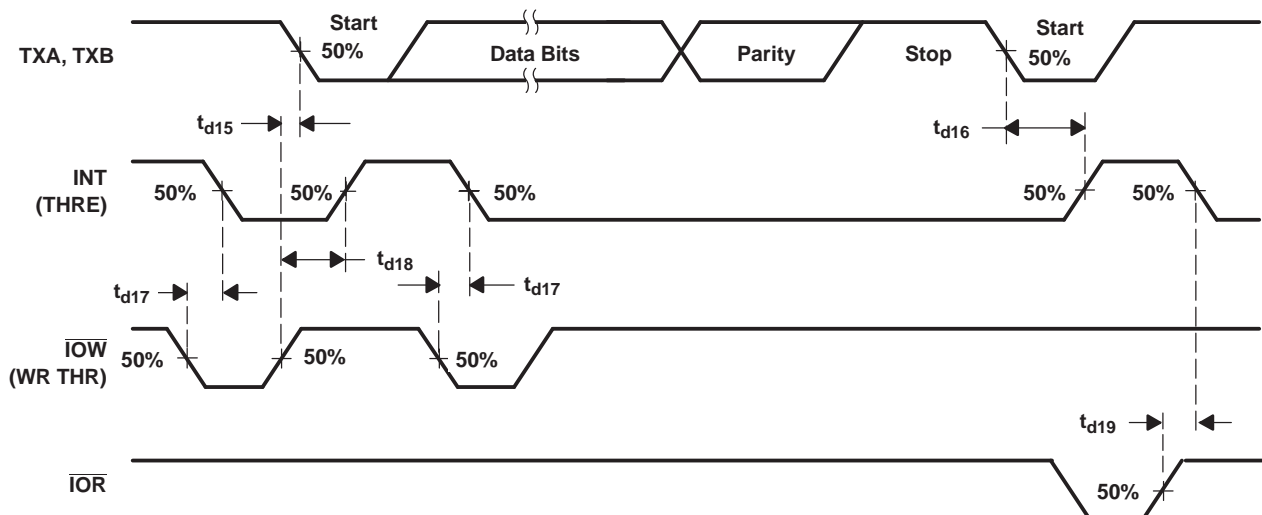 Start
Start
TXA, TXB
50%
Data Bits
Parity
Stop
50%
td15
td16
INT
(THRE)
50%
50%
50%
50%
50%
td18
td17
td17
IOW
(WR THR)
50%
50%
50%
td19
IOR
50%